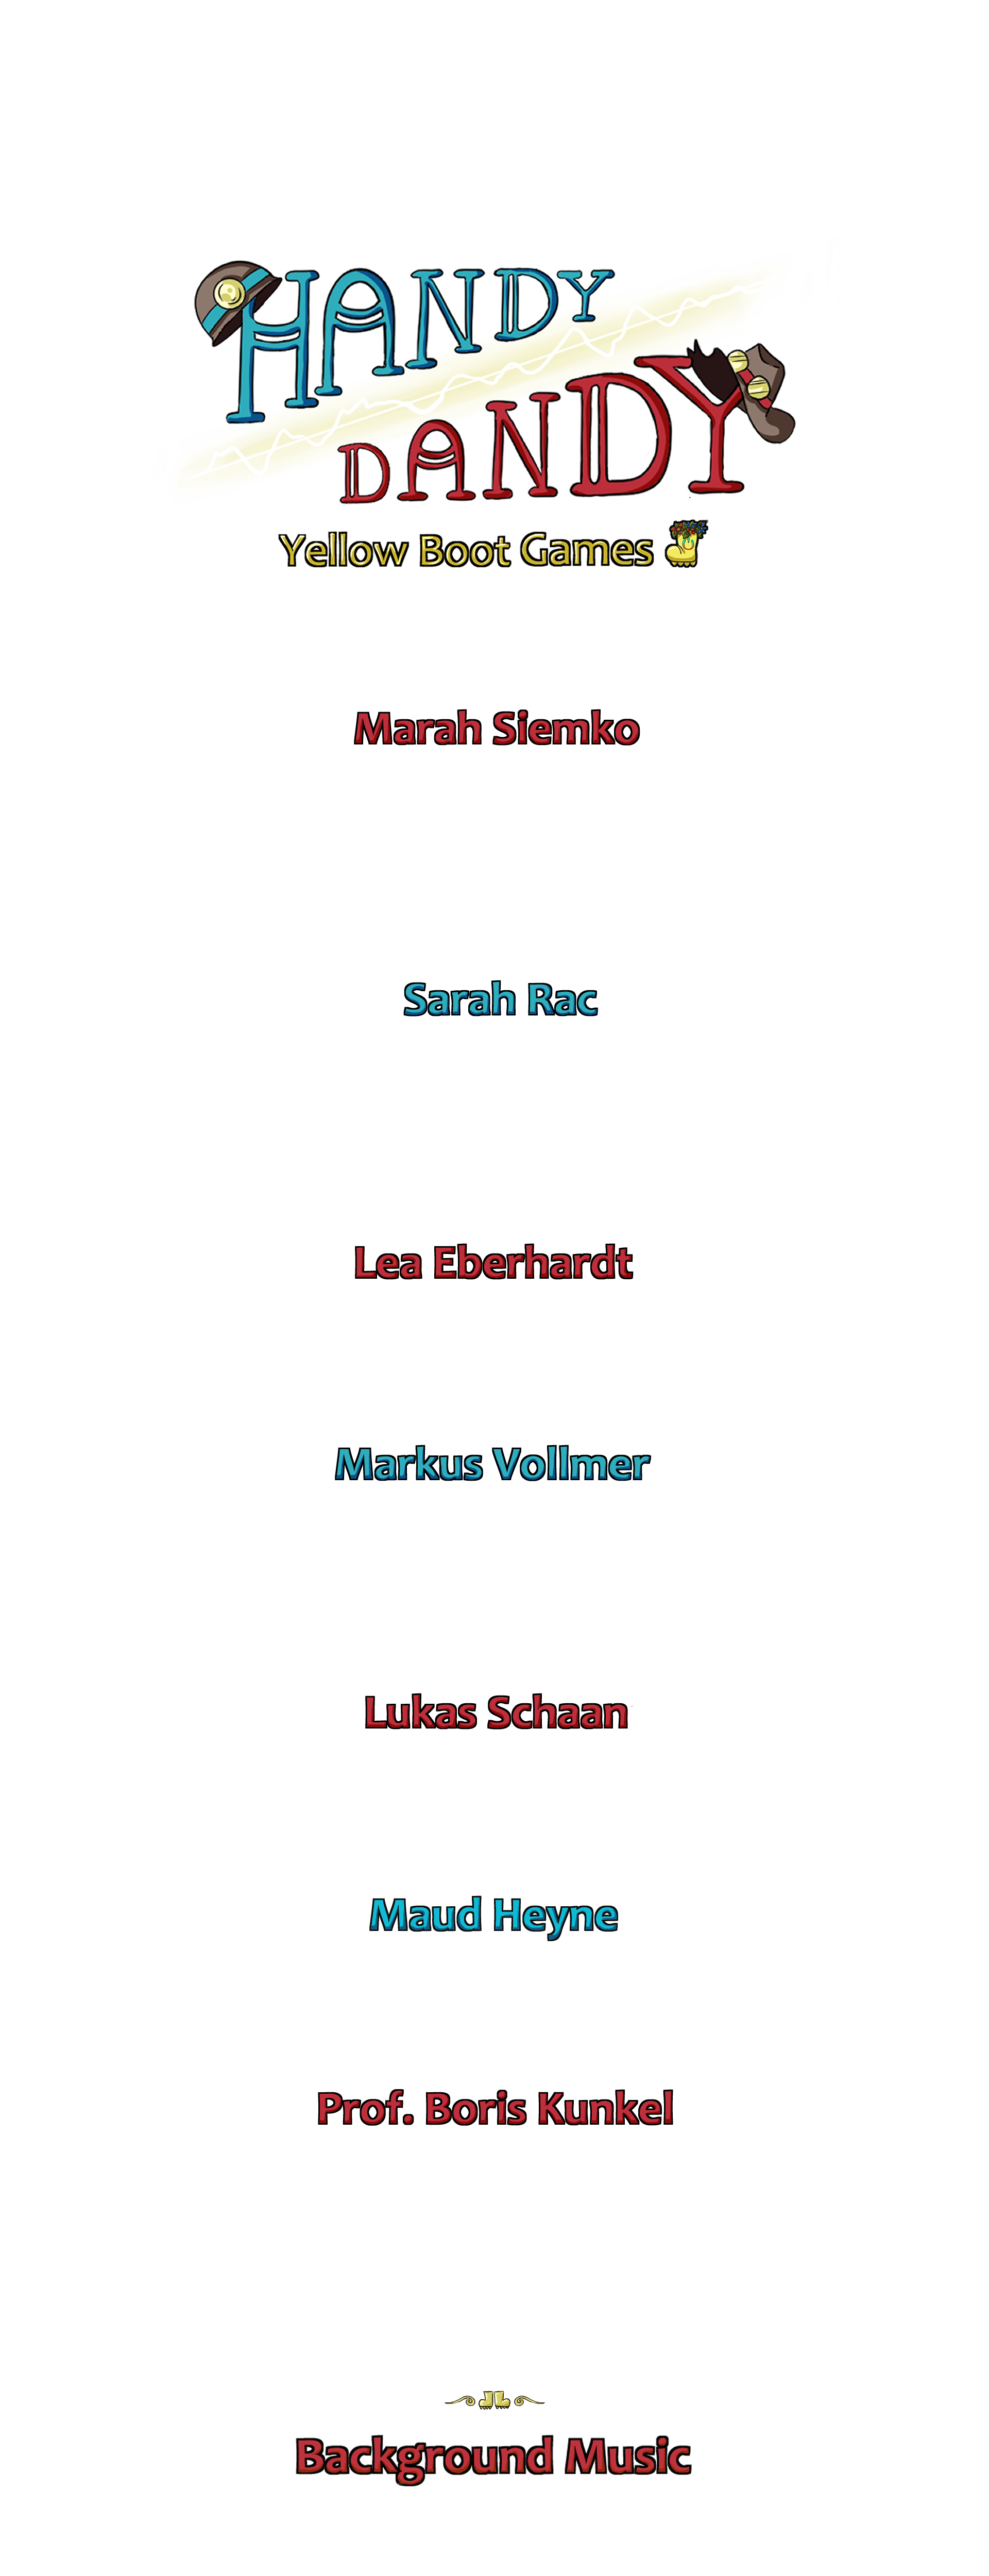 HANDY
DANDY
Yellow Boot Games
Marah Siemko
Sarah Rac
Lea Eberhardt
Markus Vollmer
Lukas Schaan
Maud Heyne
Prof. Boris Kunkel
Background Music